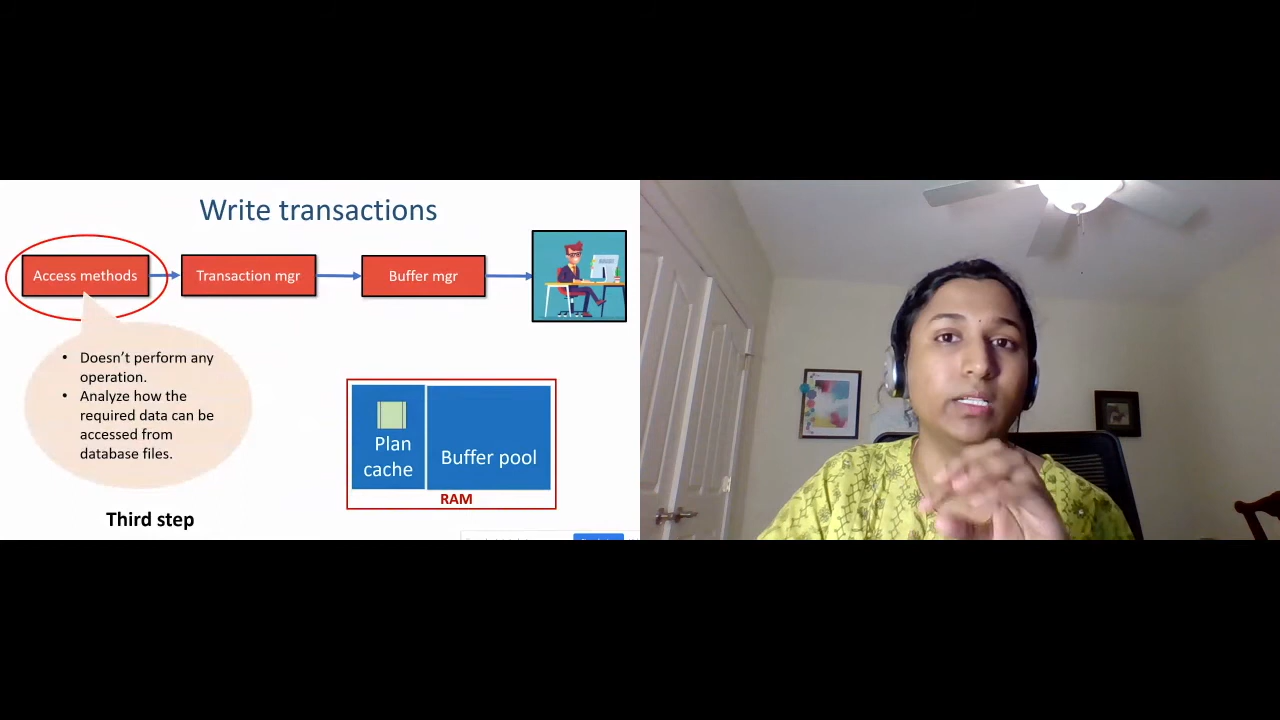 Write transactions
Access methods
Transaction mgr
Buffer mgr
• Doesn't perform any
operation.
• Analyze how the
required data can be
accessed from
database files.
Plan
cache
Buffer pool
RAM
Third step